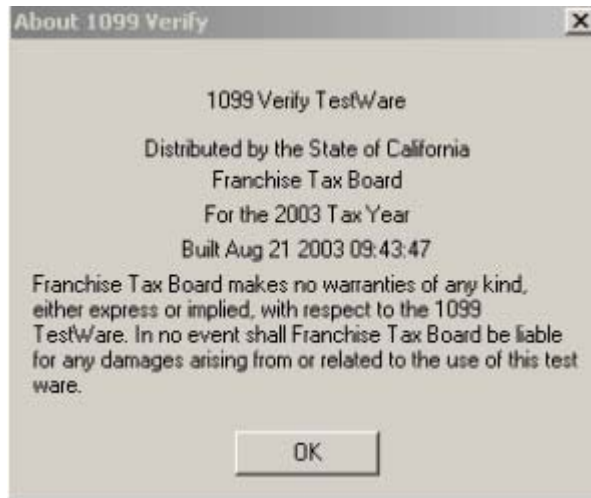 About 1099 Verify
1099 Verify TestWare
Distributed by the State of California
Franchise Tax Board
For the 2003 Tax Year
Built Aug 21 2003 09:43:47
Franchise Tax Board makes no warranties of any kind,
either express or implied, with respect to the 1099
TestWare. In no event shall Franchise Tax Board be liable
for any damages arising from or related to the use of this test
ware.
OK